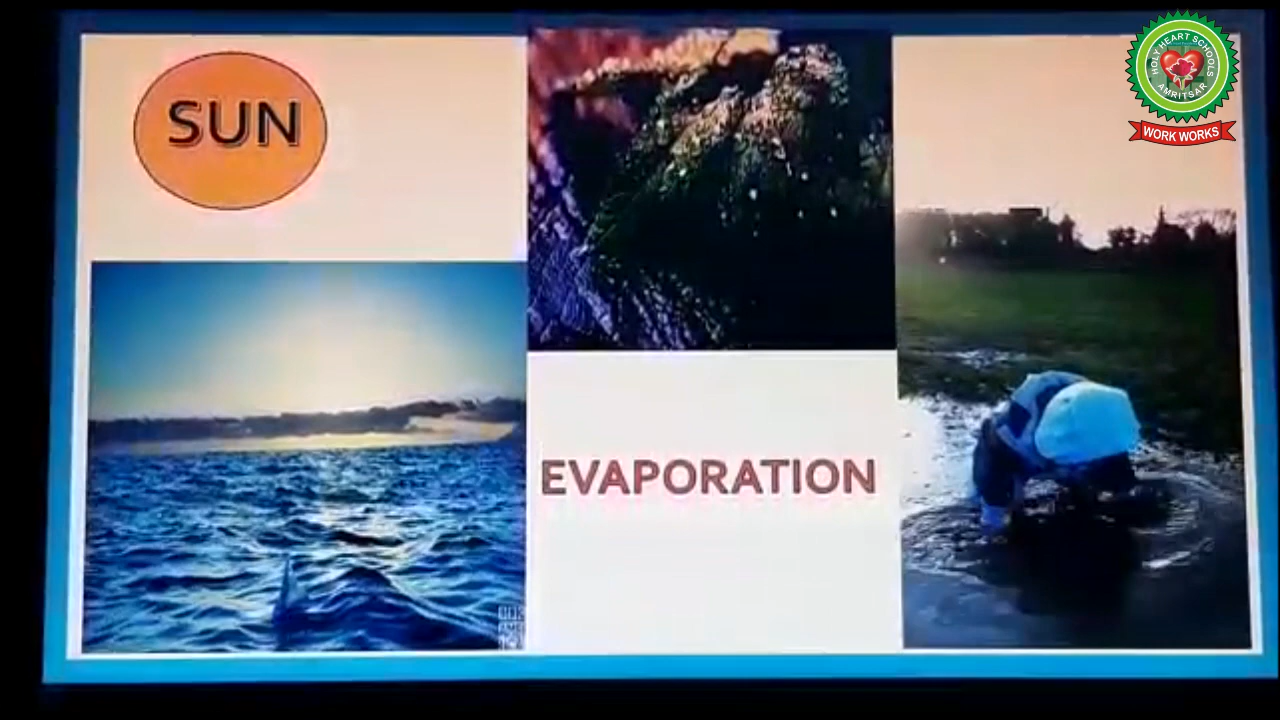 SUN
EVAPORATION
HOLY HEART SCHOOLS
AMRITSAR
WORK WORKS